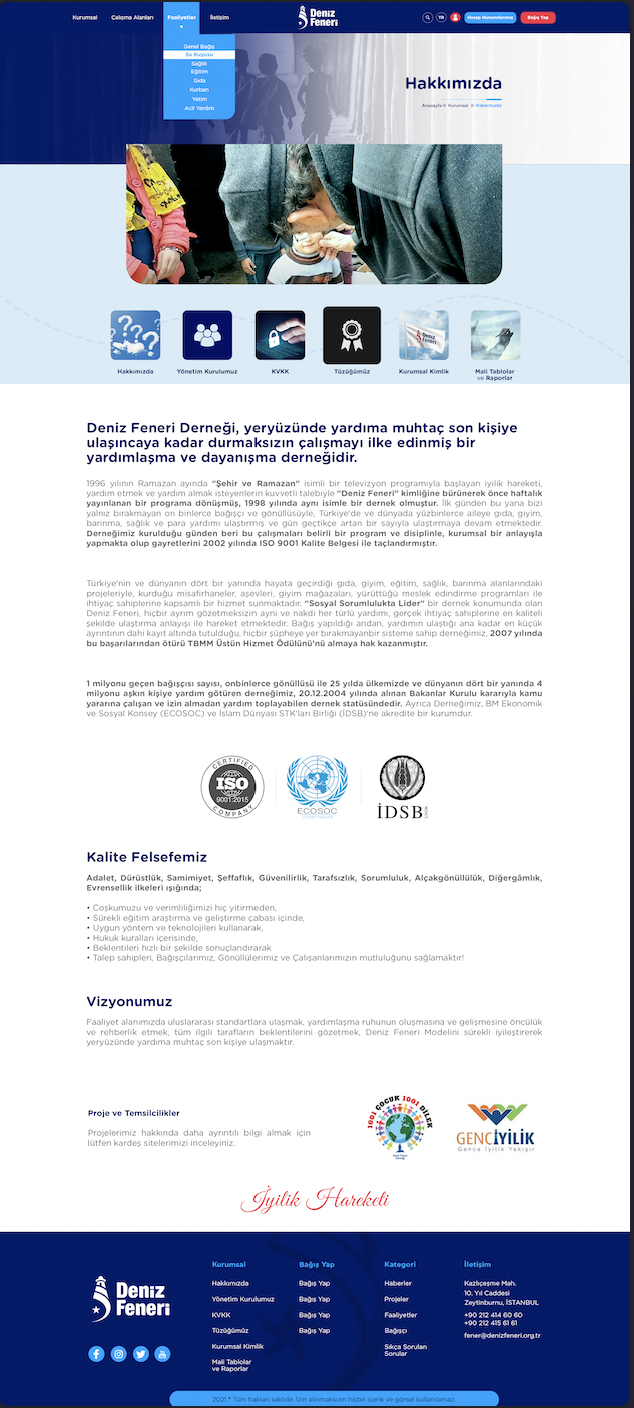 Kurumsal
Çalışma Alanları
Faaliyetler
İletişim
Deniz
Feneri
TR
Hesap Numaralarımız
Bağış Yap
Genel Bağış
Su Kuyusu
Sağlık
Eğitim
Gıda
Kurban
Yetim
Acil Yardım
Hakkımızda
Anasayfa Kurumsal Hakkımızda
Hakkımızda
Yönetim Kurulumuz
KVKK
Tüzüğümüz
Deniz
Feneri
Kurumsal Kimlik
Mali Tablolar
ve Raporlar
Deniz Feneri Derneği, yeryüzünde yardıma muhtaç son kişiye
ulaşıncaya kadar durmaksızın çalışmayı ilke edinmiş bir
yardımlaşma ve dayanışma derneğidir.
1996 yılının Ramazan ayında "Şehir ve Ramazan" isimli bir televizyon programıyla başlayan iyilik hareketi,
yardım etmek ve yardım almak isteyenlerin kuvvetli talebiyle "Deniz Feneri" kimliğine bürünerek önce haftalık
yayınlanan bir programa dönüşmüş, 1998 yılında aynı isimle bir dernek olmuştur. İlk günden bu yana bizi
yalnız bırakmayan on binlerce bağışçı ve gönüllüsüyle, Türkiye'de ve dünyada yüzbinlerce aileye gıda, giyim,
barınma, sağlık ve para yardımı ulaştırmış ve gün geçtikçe artan bir sayıyla ulaştırmaya devam etmektedir.
Derneğimiz kurulduğu günden beri bu çalışmaları belirli bir program ve disiplinle, kurumsal bir anlayışla
yapmakta olup gayretlerini 2002 yılında ISO 9001 Kalite Belgesi ile taçlandırmıştır.
Türkiye'nin ve dünyanın dört bir yanında hayata geçirdiği gıda, giyim, eğitim, sağlık, barınma alanlarındaki
projeleriyle, kurduğu misafirhaneler, aşevleri, giyim mağazaları, yürüttüğü meslek edindirme programları ile
ihtiyaç sahiplerine kapsamlı bir hizmet sunmaktadır. "Sosyal Sorumlulukta Lider" bir dernek konumunda olan
Deniz Feneri, hiçbir ayrım gözetmeksizin ayni ve nakdi her türlü yardımı, gerçek ihtiyaç sahiplerine en kaliteli
şekilde ulaştırma anlayışı ile hareket etmektedir. Bağış yapıldığı andan, yardımın ulaştığı ana kadar en küçük
ayrıntının dahi kayıt altında tutulduğu, hiçbir şüpheye yer bırakmayanbir sisteme sahip derneğimiz, 2007 yılında
bu başarılarından ötürü TBMM Üstün Hizmet Ödülünü'nü almaya hak kazanmıştır.
1 milyonu geçen bağışçısı sayısı, onbinlerce gönüllüsü ile 25 yılda ülkemizde ve dünyanın dört bir yanında 4
milyonu aşkın kişiye yardım götüren derneğimiz, 20.12.2004 yılında alınan Bakanlar Kurulu kararıyla kamu
yararına çalışan ve izin almadan yardım toplayabilen dernek statüsündedir. Ayrıca Derneğimiz, BM Ekonomik
ve Sosyal Konsey (ECOSOC) ve İslam Dünyası STK'ları Birliği (İDSB)'ne akredite bir kurumdur.
CERTIFIED
ISO
9001:2015
COMPANY
ECOSOC
İDSB
Kalite Felsefemiz
Adalet, Dürüstlük, Samimiyet, Şeffaflık, Güvenilirlik, Tarafsızlık, Sorumluluk, Alçakgönüllülük, Diğergâmlık,
Evrensellik ilkeleri ışığında;
• Coşkumuzu ve verimliliğimizi hiç yitirmeden,
• Sürekli eğitim araştırma ve geliştirme çabası içinde,
• Uygun yöntem ve teknolojileri kullanarak,
• Hukuk kuralları içerisinde,
• Beklentileri hızlı bir şekilde sonuçlandırarak
• Talep sahipleri, Bağışçılarımız, Gönüllülerimiz ve Çalışanlarımızın mutluluğunu sağlamaktır!
Vizyonumuz
Faaliyet alanımızda uluslararası standartlara ulaşmak, yardımlaşma ruhunun oluşmasına ve gelişmesine öncülük
ve rehberlik etmek, tüm ilgili tarafların beklentilerini gözetmek, Deniz Feneri Modelini sürekli iyileştirerek
yeryüzünde yardıma muhtaç son kişiye ulaşmaktır.
Proje ve Temsilcilikler
Projelerimiz hakkında daha ayrıntılı bilgi almak için
lütfen kardeş sitelerimizi inceleyiniz.
1001 ÇOCUK 1001 DİLEK
GENÇİYİLİK
Gence İyilik Yakışır
İyilik Hareketi
Deniz
Feneri
Kurumsal
Hakkımızda
Yönetim Kurulumuz
KVKK
Tüzüğümüz
Kurumsal Kimlik
Mali Tablolar
ve Raporlar
Bağış Yap
Bağış Yap
Bağış Yap
Bağış Yap
Bağış Yap
Kategori
Haberler
Projeler
Faaliyetler
Bağışçı
Sıkça Sorulan
Sorular
İletişim
Kazlıçeşme Mah.
10. Yıl Caddesi
Zeytinburnu, İSTANBUL
+90 212 414 60 60
+90 212 415 61 61
fener@denizfeneri.org.tr
2021 * Tüm hakları saklıdır. İzin alınmaksızın hiçbir içerik ve görsel kullanılamaz.